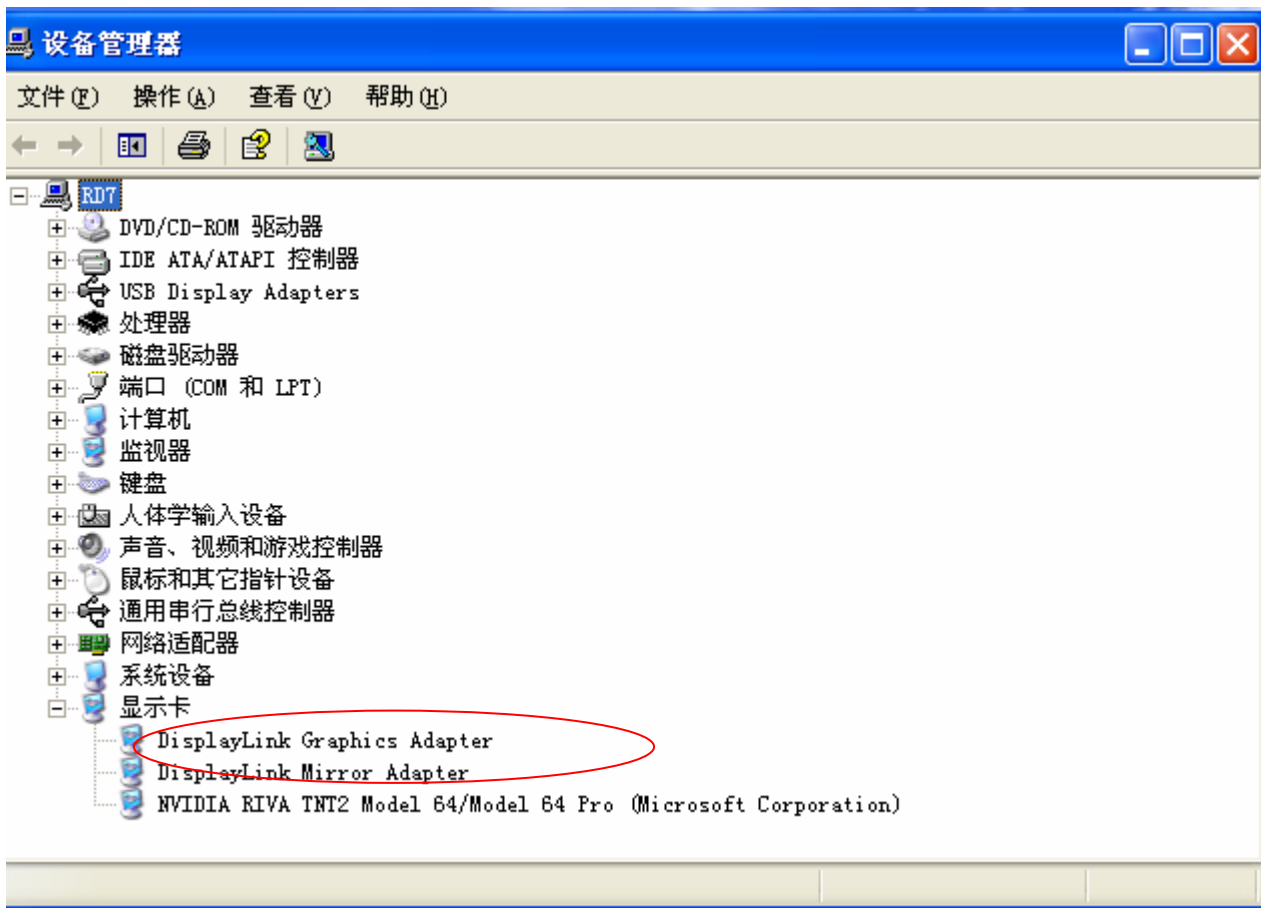 设备管理器
文件(F) 操作(A) 查看(V) 帮助(H)
RD7
DVD/CD-ROM 驱动器
IDE ATA/ATAPI 控制器
USB Display Adapters
处理器
磁盘驱动器
端口 (COM 和 LPT)
计算机
监视器
键盘
人体学输入设备
声音、视频和游戏控制器
鼠标和其它指针设备
通用串行总线控制器
网络适配器
系统设备
显示卡
DisplayLink Graphics Adapter
DisplayLink Mirror Adapter
NVIDIA RIVA TNT2 Model 64/Model 64 Pro (Microsoft Corporation)